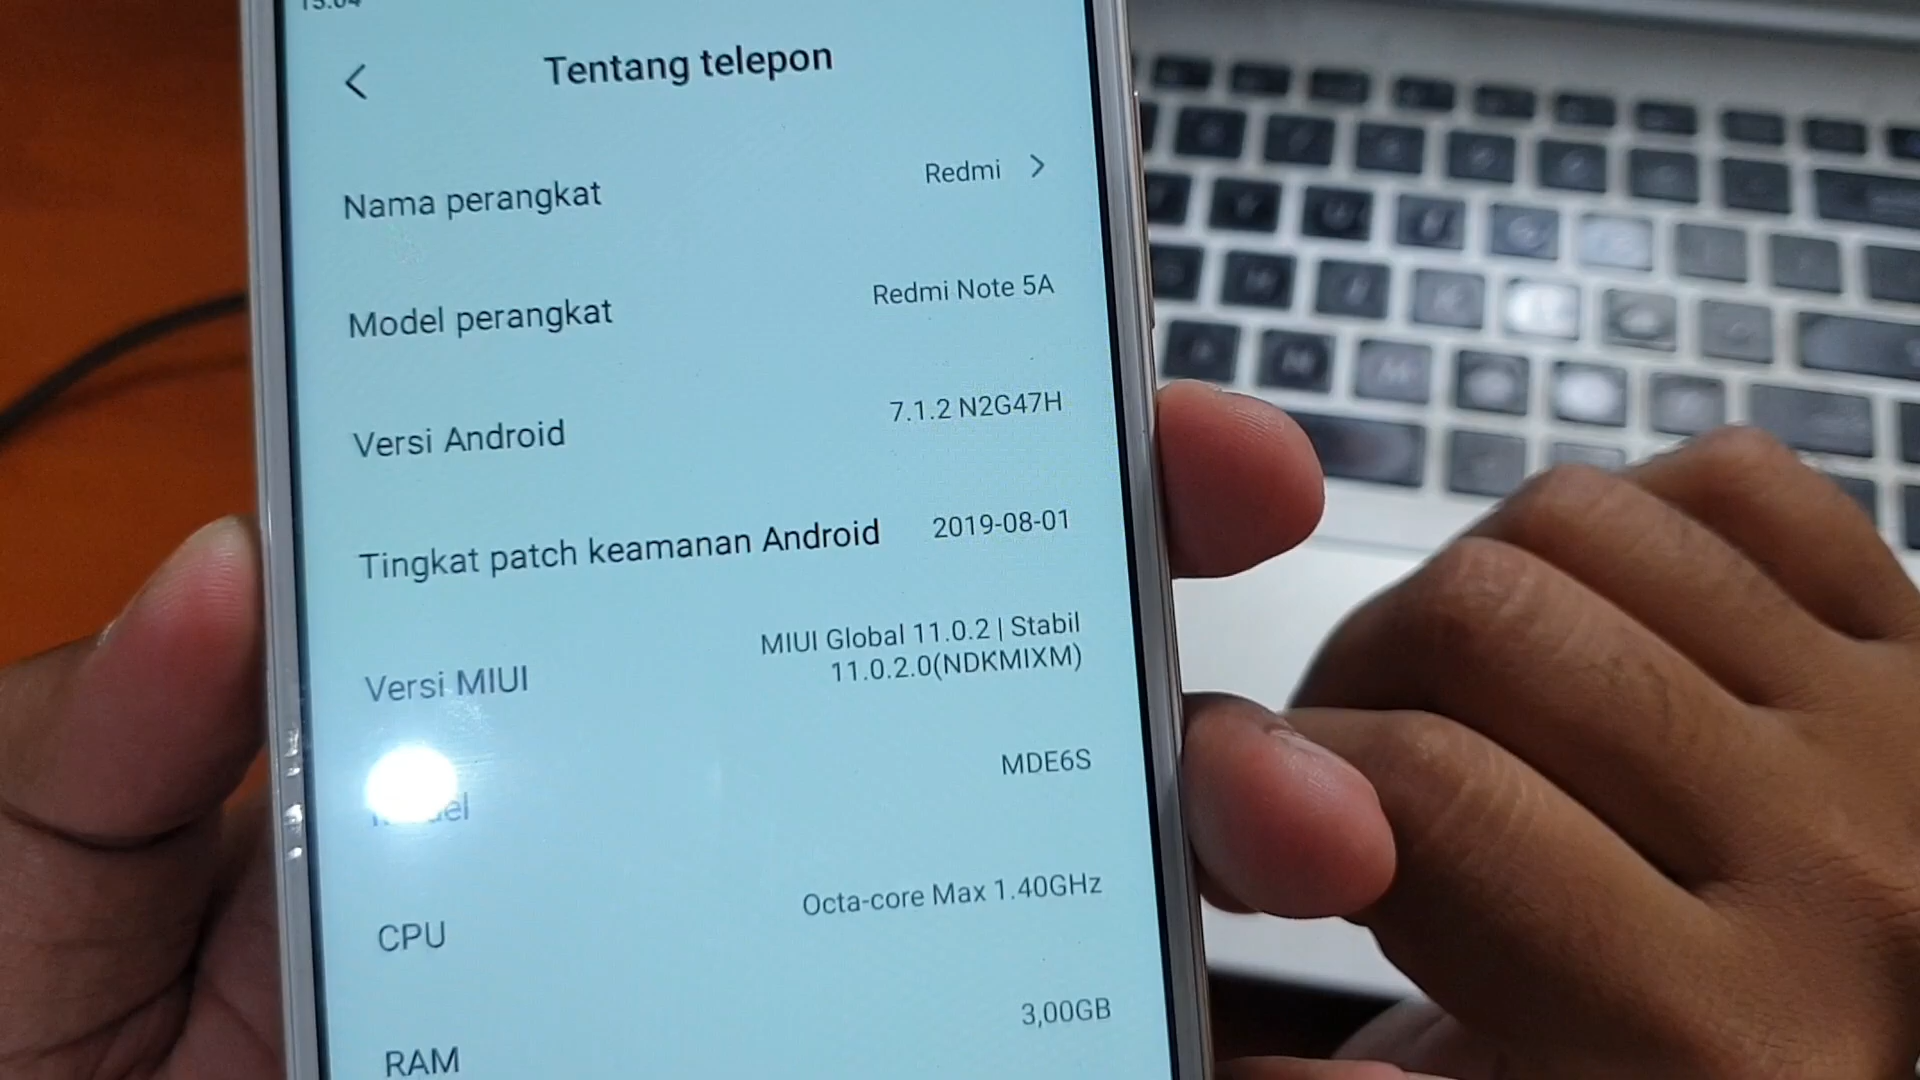 Tentang telepon
Nama perangkat Redmi
Model perangkat Redmi Note 5A
Versi Android 7.1.2 N2G47H
Tingkat patch keamanan Android 2019-08-01
Versi MIUI MIUI Global 11.0.2 | Stabil
11.0.2.0(NDKMIXM)
MDE6S
CPU Octa-core Max 1.40GHz
RAM 3,00GB